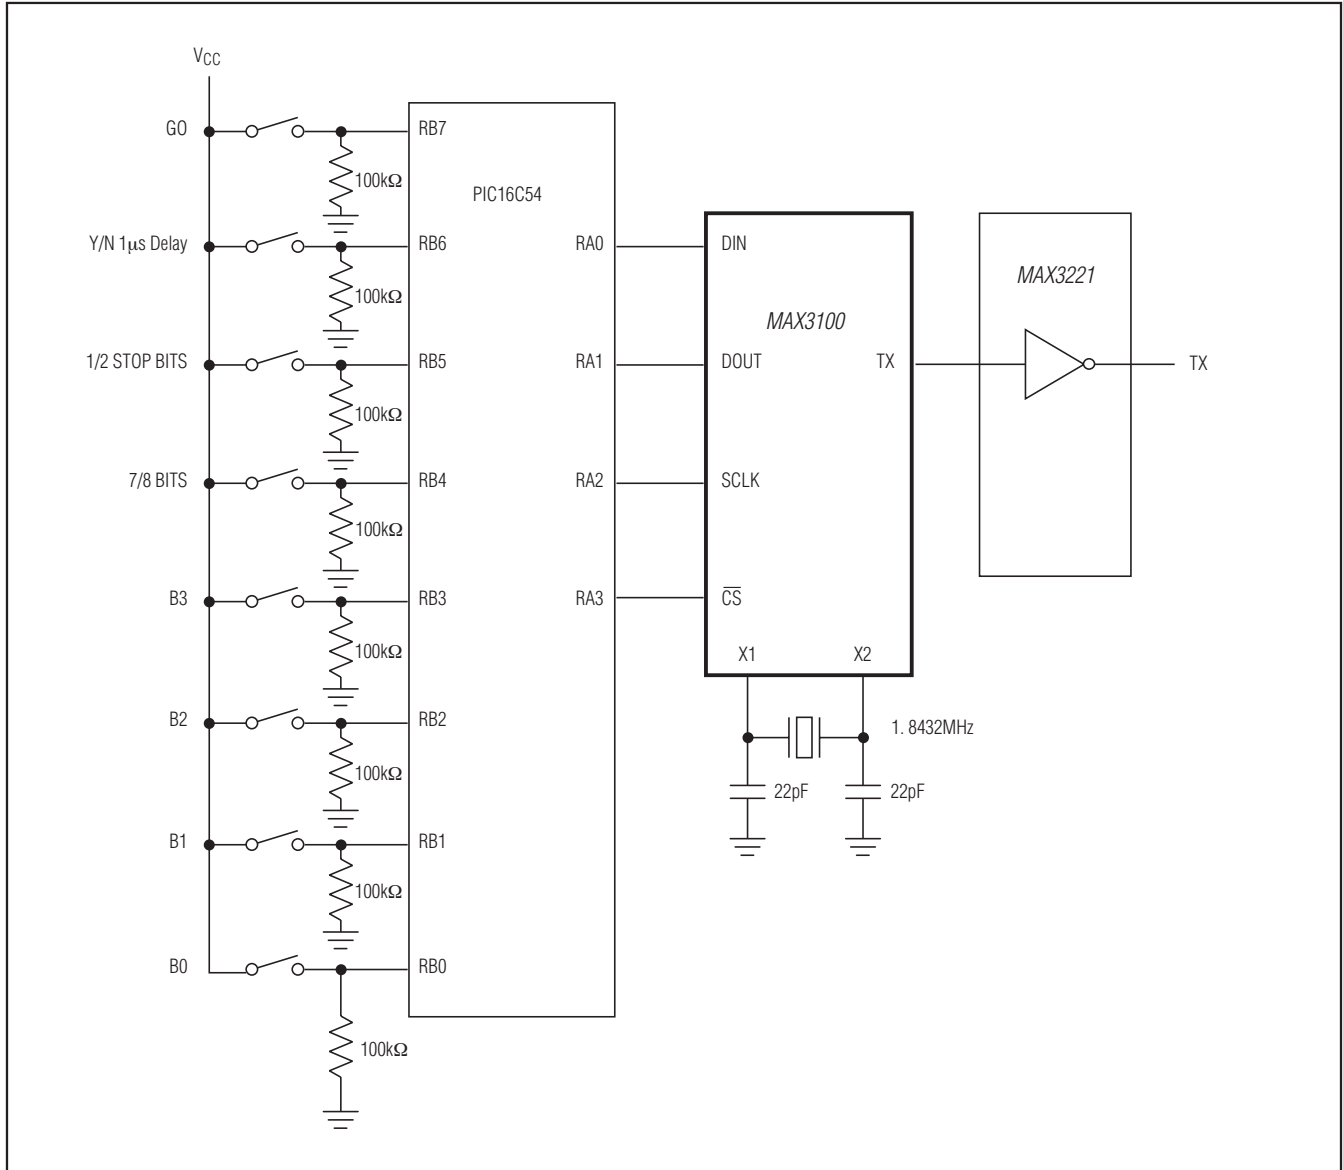 VCC
GO
RB7
100kΩ
PIC16C54
Y/N 1µs Delay
RB6
RA0
DIN
100kΩ
MAX3221
MAX3100
1/2 STOP BITS
RB5
RA1
DOUT
TX
TX
100kΩ
7/8 BITS
RB4
RA2
SCLK
100kΩ
B3
RB3
RA3
C̅S̅
100kΩ
X1
X2
B2
RB2
1. 8432MHz
100kΩ
22pF
22pF
B1
RB1
100kΩ
B0
RB0
100kΩ